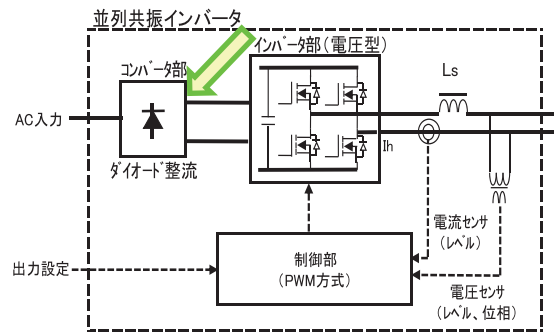 並列共振インバータ
インバータ部(電圧型)
コンバータ部
Ls
AC入力
Ih
ダイオード整流
電流センサ
(レベル)
制御部
(PWM方式)
出力設定
電圧センサ
(レベル、位相)